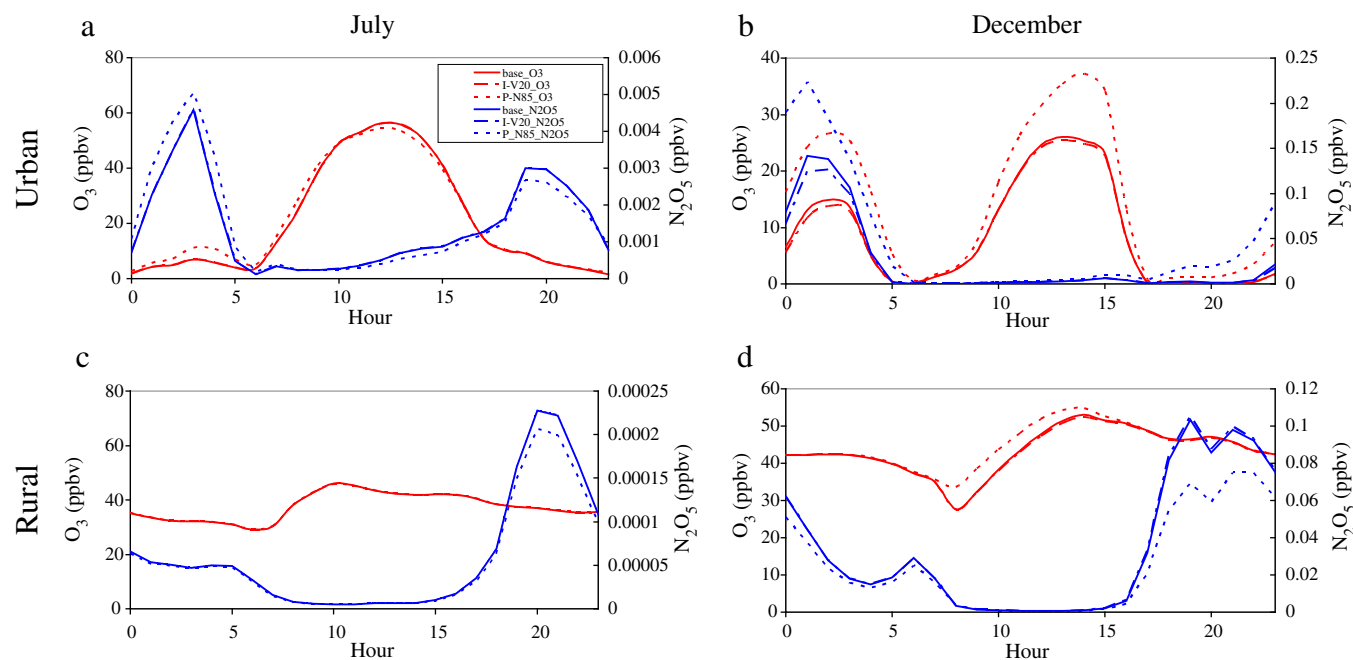 July
December
a
b
Urban
O3 (ppbv)
80
60
40
20
0
0.006
0.005
0.004
0.003
0.002
0.001
0
N2O5 (ppbv)
base_O3
I-V20_O3
P-N85_O3
base_N2O5
I-V20_N2O5
P_N85_N2O5
0 5 10 15 20
Hour
O3 (ppbv)
40
30
20
10
0
0.25
0.2
0.15
0.1
0.05
0
N2O5 (ppbv)
0 5 10 15 20
Hour
c
d
Rural
O3 (ppbv)
80
60
40
20
0
0.00025
0.0002
0.00015
0.0001
0.00005
0
N2O5 (ppbv)
0 5 10 15 20
Hour
O3 (ppbv)
60
50
40
30
20
10
0
0.12
0.1
0.08
0.06
0.04
0.02
0
N2O5 (ppbv)
0 5 10 15 20
Hour